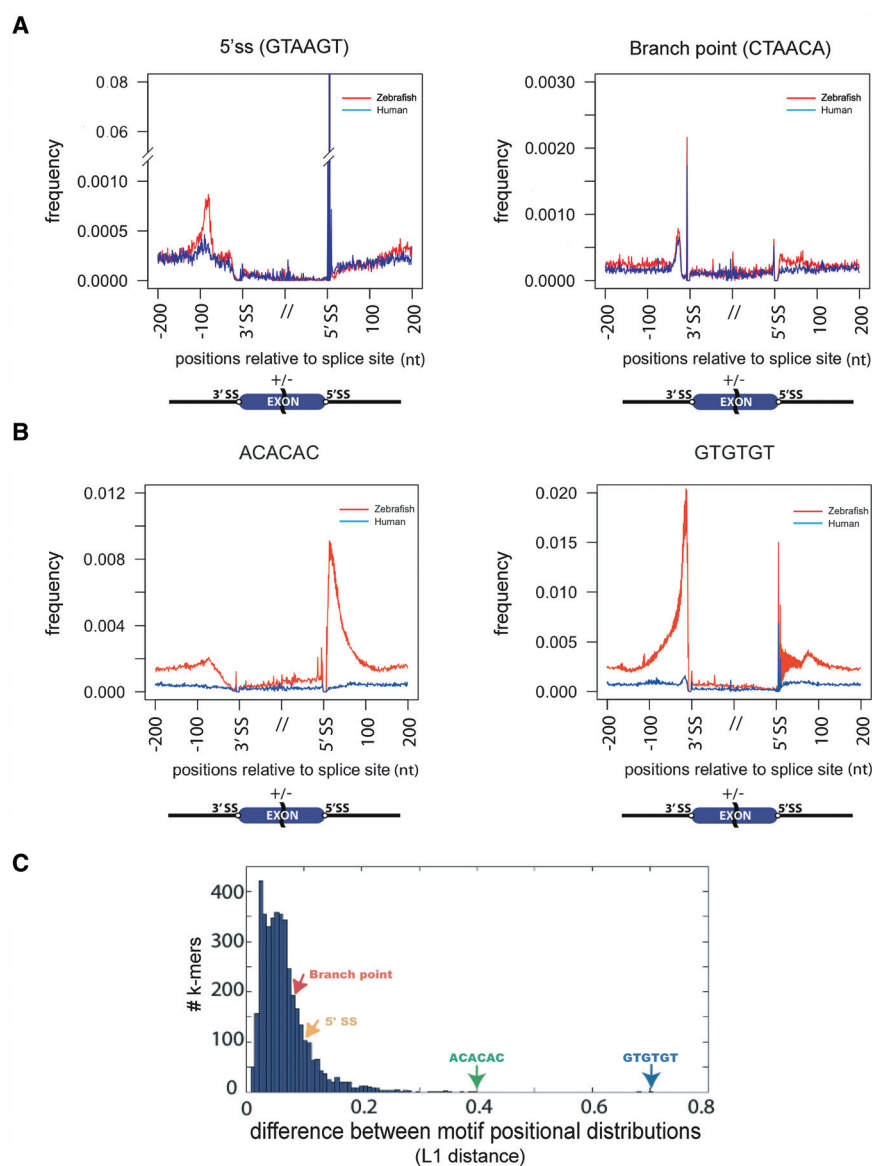 A
5'ss (GTAAGT)
frequency
0.08
0.06
0.0010
0.0005
0.0000
Zebrafish
Human
-200
-100
3'SS
//
5'SS
100
200
positions relative to splice site (nt)
+/-
3'SS
EXON
5'SS
Branch point (CTAACA)
frequency
0.0030
0.0020
0.0010
0.0000
Zebrafish
Human
-200
-100
3'SS
//
5'SS
100
200
positions relative to splice site (nt)
+/-
3'SS
EXON
5'SS
B
ACACAC
frequency
0.012
0.008
0.004
0.000
Zebrafish
Human
-200
-100
3'SS
//
5'SS
100
200
positions relative to splice site (nt)
+/-
3'SS
EXON
5'SS
GTGTGT
frequency
0.020
0.015
0.010
0.005
0.000
Zebrafish
Human
-200
-100
3'SS
//
5'SS
100
200
positions relative to splice site (nt)
+/-
3'SS
EXON
5'SS
C
# k-mers
400
300
200
100
0
Branch point
5' SS
ACACAC
GTGTGT
0
0.2
0.4
0.6
0.8
difference between motif positional distributions
(L1 distance)